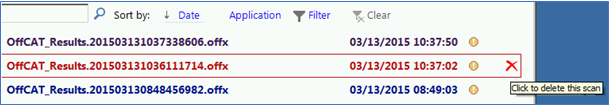 Sort by: ↓ Date Application Filter Clear
OffCAT_Results.201503131037338606.offx 03/13/2015 10:37:50
OffCAT_Results.201503131036111714.offx 03/13/2015 10:37:02
Click to delete this scan
OffCAT_Results.201503130848456982.offx 03/13/2015 08:49:03